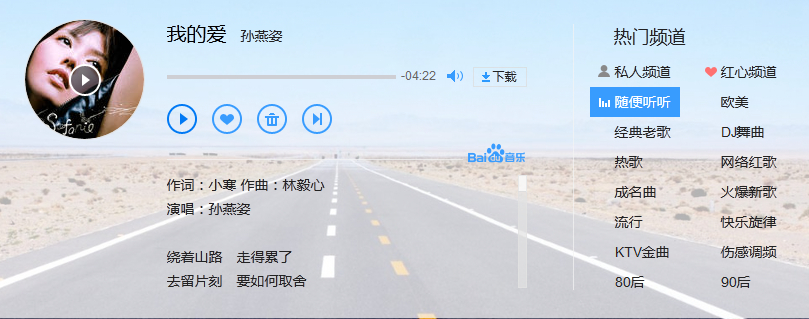 我的爱 孙燕姿
-04:22 下载
Stefanie
Baidu音乐
作词：小寒 作曲：林毅心
演唱：孙燕姿
绕着山路 走得累了
去留片刻 要如何取舍
热门频道
私人频道 红心频道
随便听听 欧美
经典老歌 DJ舞曲
热歌 网络红歌
成名曲 火爆新歌
流行 快乐旋律
KTV金曲 伤感调频
80后 90后